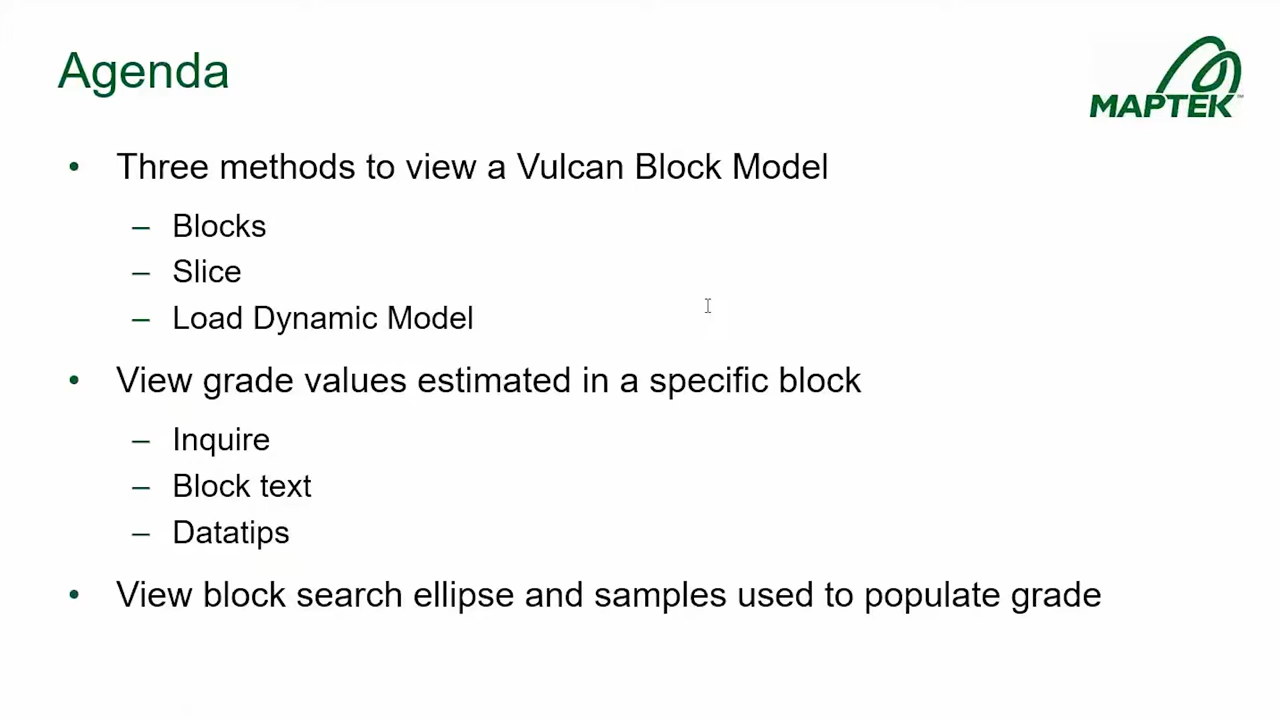 Agenda
MAPTEK™
• Three methods to view a Vulcan Block Model
– Blocks
– Slice
– Load Dynamic Model
• View grade values estimated in a specific block
– Inquire
– Block text
– Datatips
• View block search ellipse and samples used to populate grade